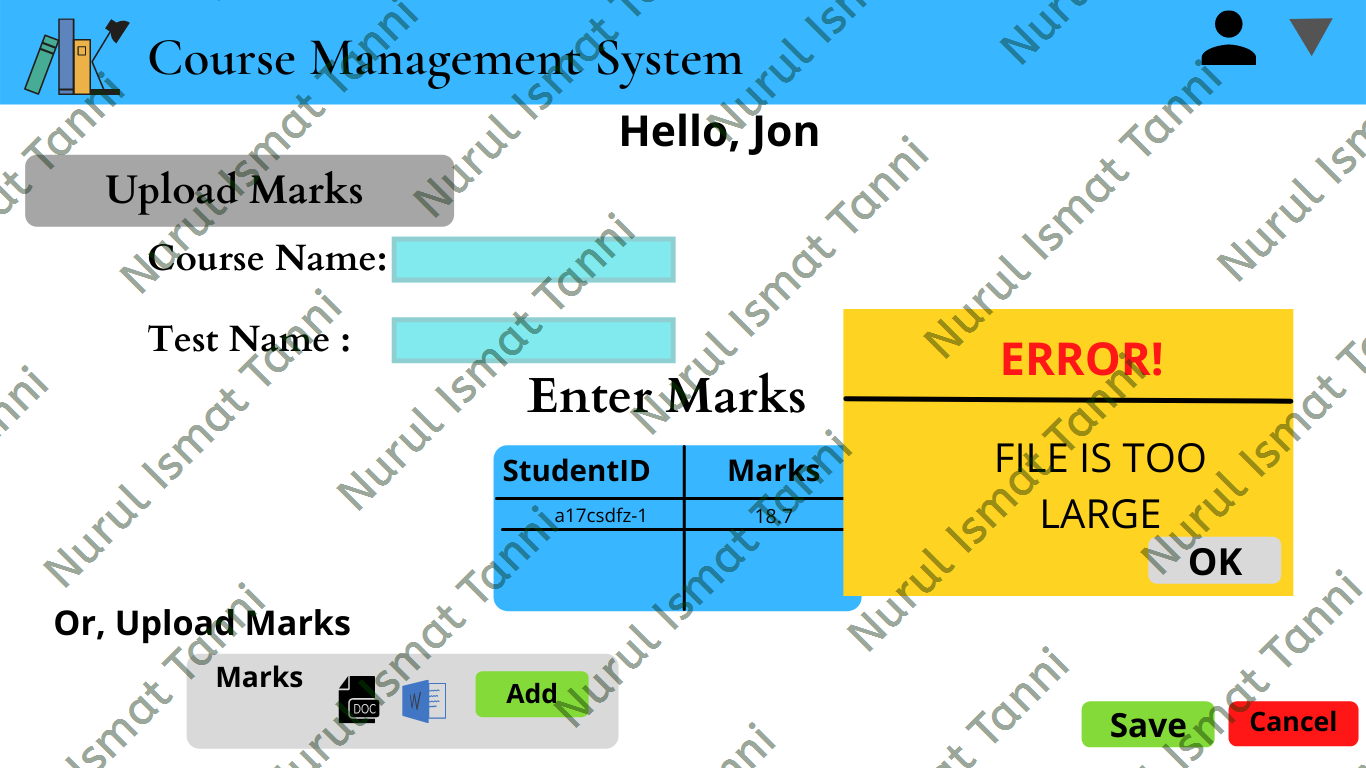 Course Management System
Hello, Jon
Upload Marks
Course Name:
Test Name :
Enter Marks
StudentID Marks
a17csdfz-1 18.7
ERROR!
FILE IS TOO
LARGE
OK
Or, Upload Marks
Marks
DOC
W
Add
Save
Cancel
Nurul Ismat Tanni